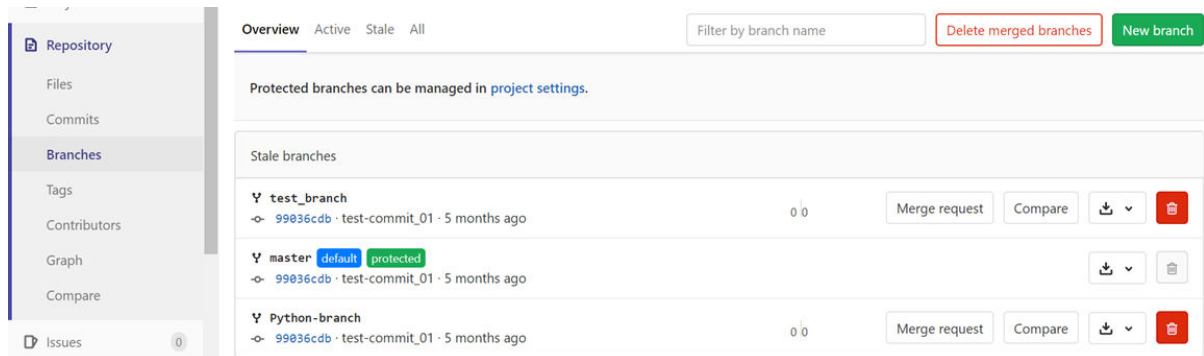 Overview Active Stale All Filter by branch name Delete merged branches New branch
Repository
Files
Commits
Branches
Tags
Contributors
Graph
Compare
Issues 0
Protected branches can be managed in project settings.
Stale branches
test_branch
99036cdb · test-commit_01 · 5 months ago
0 0 Merge request Compare
master default protected
99036cdb · test-commit_01 · 5 months ago
Python-branch
99036cdb · test-commit_01 · 5 months ago
0 0 Merge request Compare